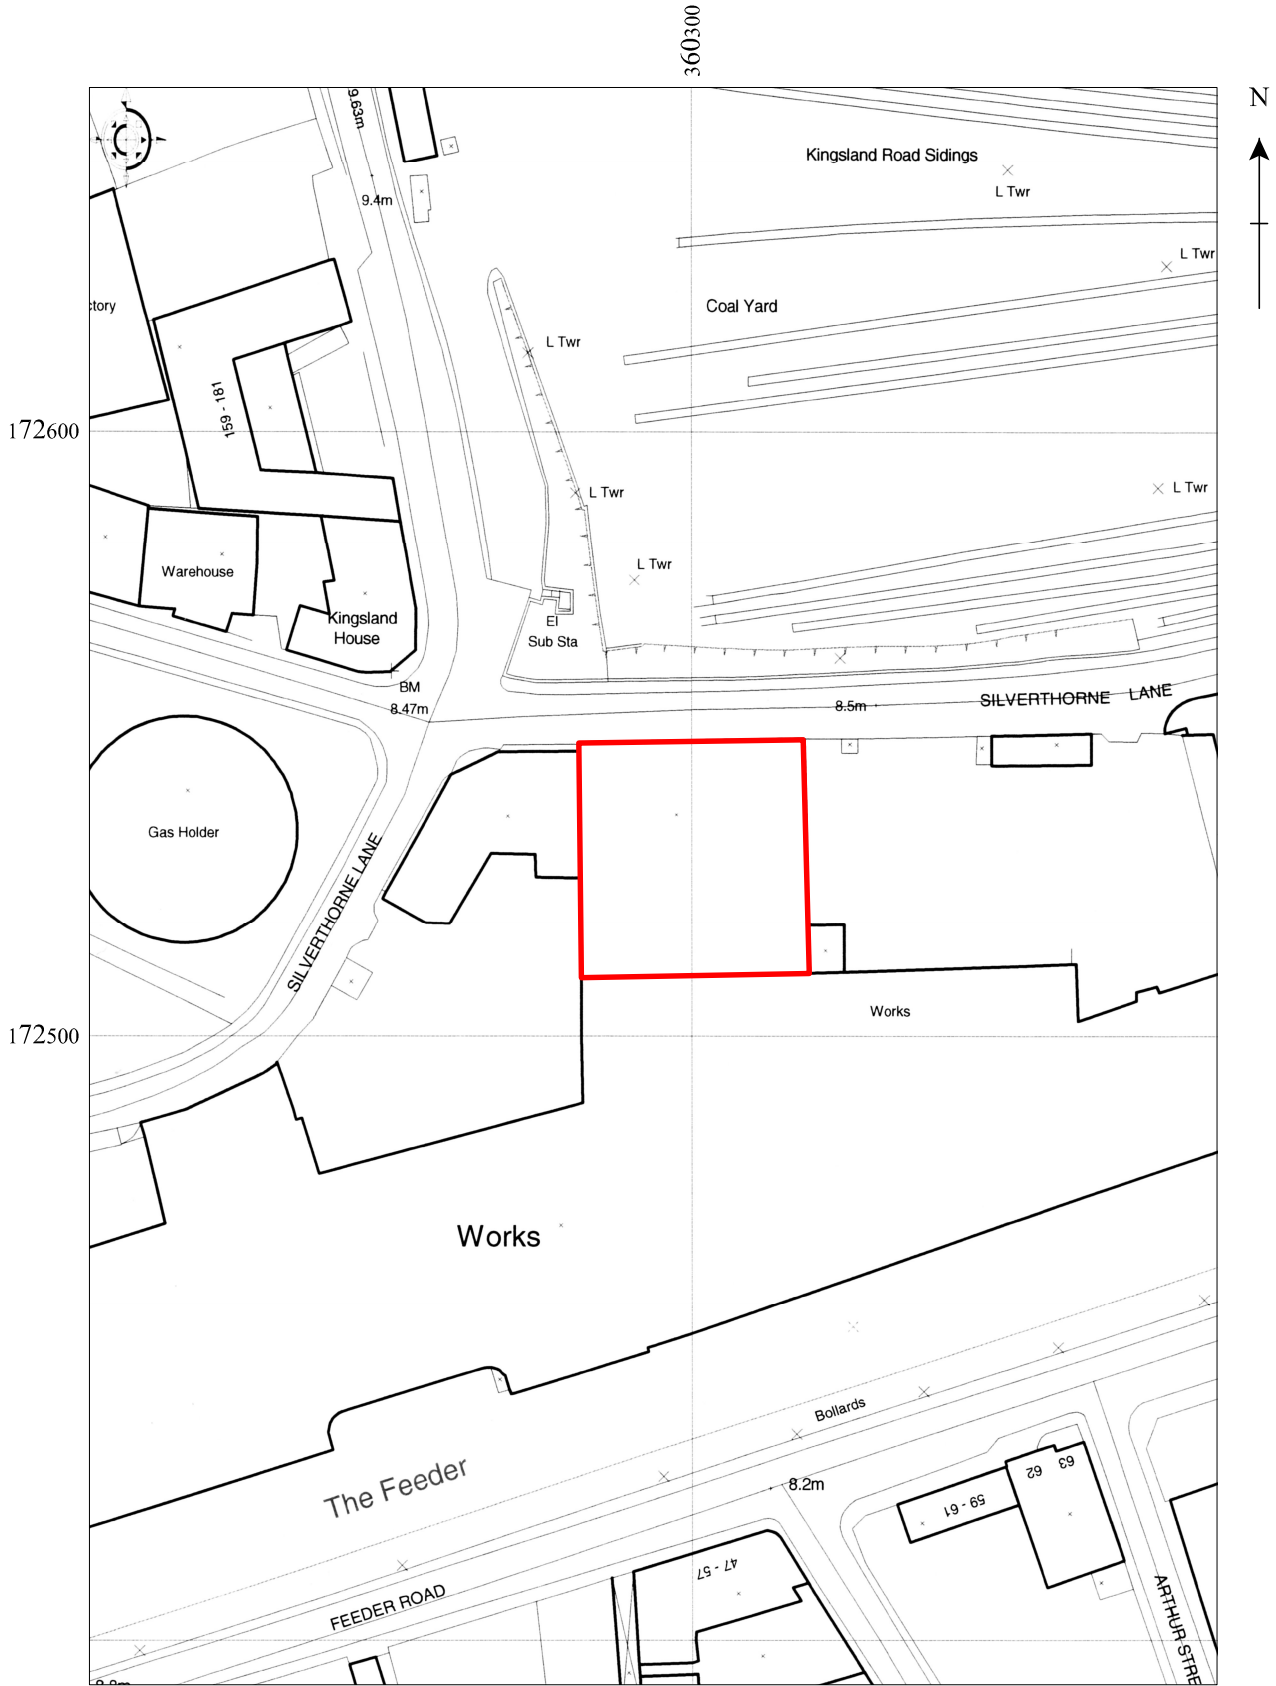 360300
N
9.63m
Kingsland Road Sidings
L Twr
9.4m
L Twr
ctory
Coal Yard
L Twr
159 - 181
172600
L Twr
L Twr
L Twr
Warehouse
Kingsland
House
El
Sub Sta
BM
8.47m
8.5m
SILVERTHORNE LANE
Gas Holder
SILVERTHORNE LANE
Works
172500
Works
Bollards
The Feeder
8.2m
63
62
59 - 61
47 - 57
FEEDER ROAD
ARTHUR STRE